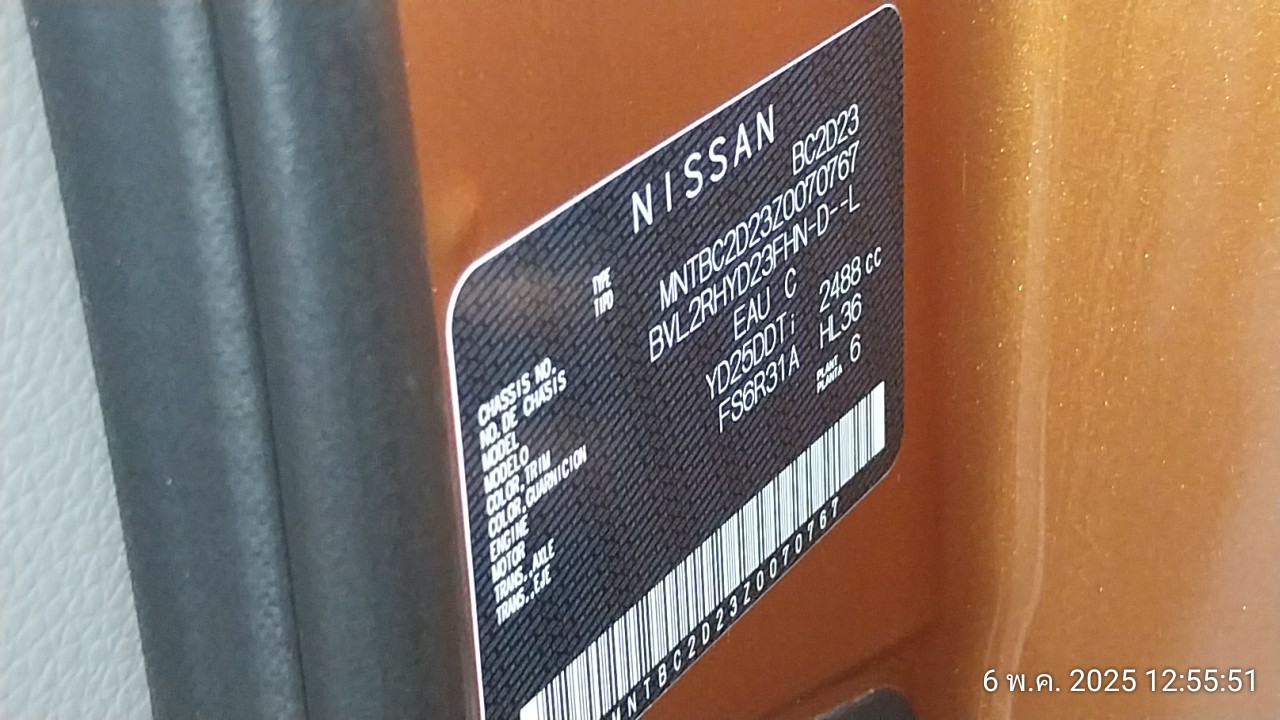 NISSAN
TYPE
TIPO
BC2D23
CHASSIS NO.
NO.DE CHASIS
MNTBC2D23Z0070767
MODEL
MODELO
BVL2RHYD23FHN-D--L
COLOR,TRIM
COLOR,GUARNICION
EAU C
ENGINE
MOTOR
YD25DDTi 2488 cc
TRANS.,AXLE
TRANS.,EJE
FS6R31A HL36
PLANT
PLANTA
6
MNTBC2D23Z0070767
6 พ.ค. 2025 12:55:51